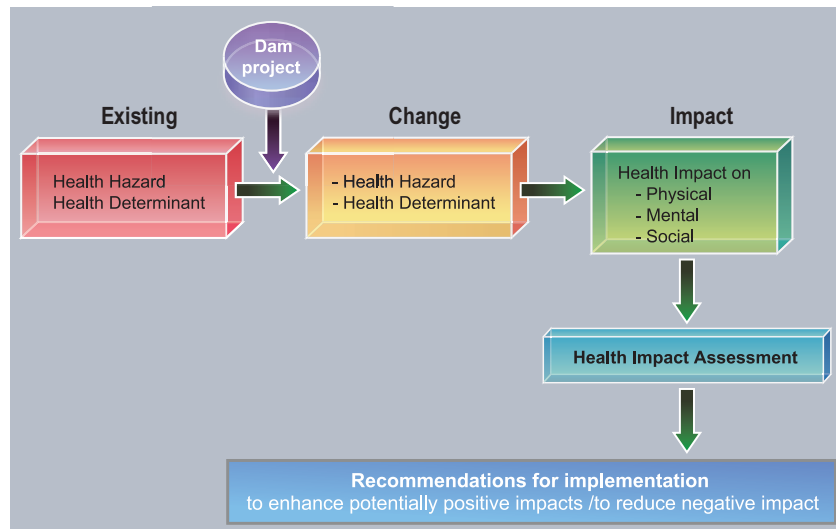 Dam
project
Existing
Change
Impact
Health Hazard
Health Determinant
- Health Hazard
- Health Determinant
Health Impact on
- Physical
- Mental
- Social
Health Impact Assessment
Recommendations for implementation
to enhance potentially positive impacts /to reduce negative impact